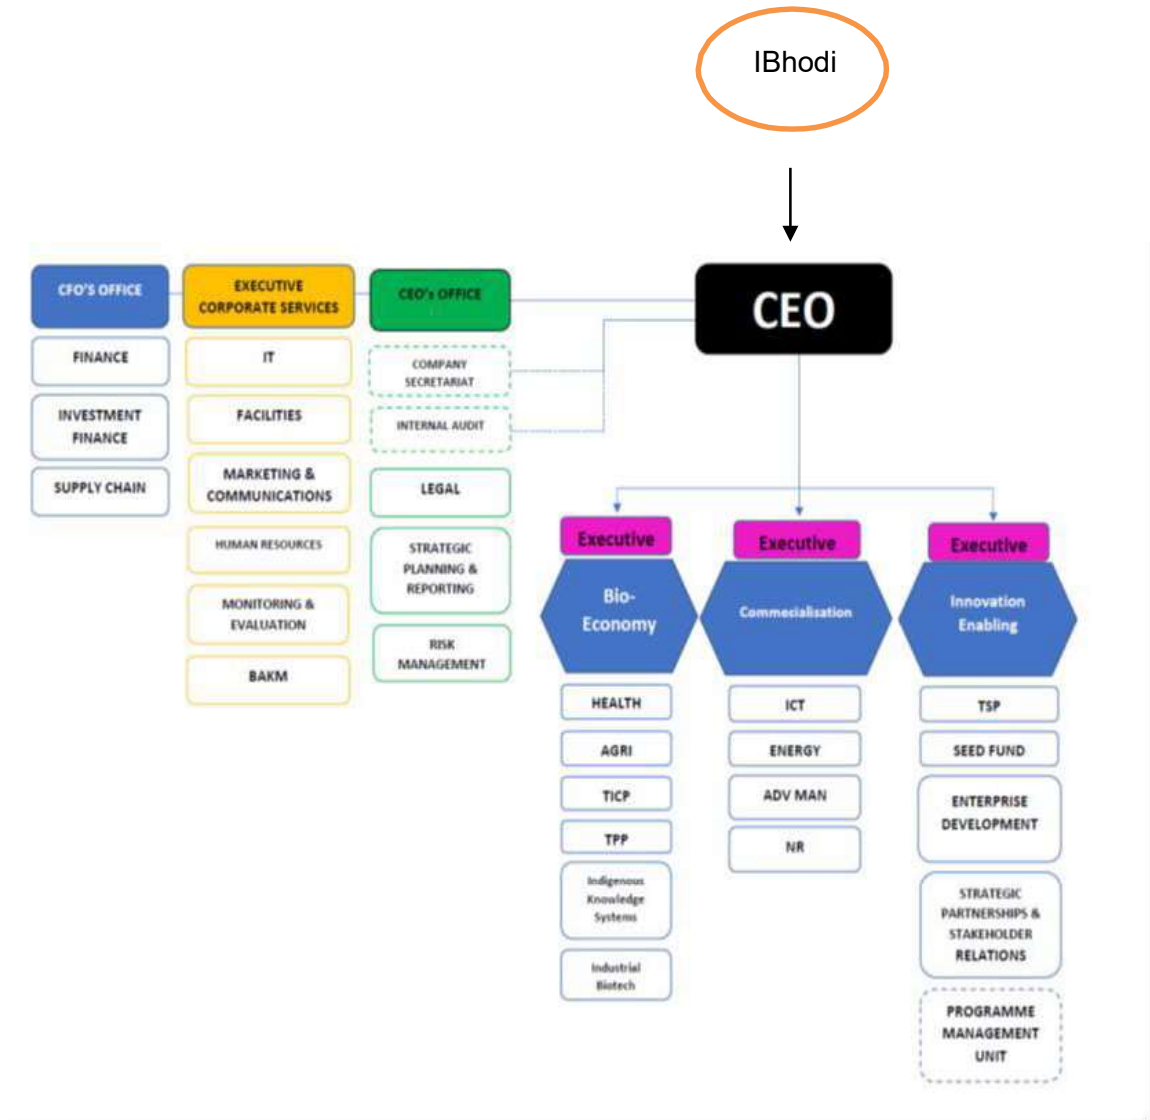 IBhodi
CEO
CFO'S OFFICE
FINANCE
INVESTMENT
FINANCE
SUPPLY CHAIN
EXECUTIVE
CORPORATE SERVICES
IT
FACILITIES
MARKETING &
COMMUNICATIONS
HUMAN RESOURCES
MONITORING &
EVALUATION
BAKM
CEO's OFFICE
COMPANY
SECRETARIAT
INTERNAL AUDIT
LEGAL
STRATEGIC
PLANNING &
REPORTING
RISK
MANAGEMENT
Executive
Bio-
Economy
HEALTH
AGRI
TICP
TPP
Indigenous
Knowledge
Systems
Industrial
Biotech
Executive
Commecialisation
ICT
ENERGY
ADV MAN
NR
Executive
Innovation
Enabling
TSP
SEED FUND
ENTERPRISE
DEVELOPMENT
STRATEGIC
PARTNERSHIPS &
STAKEHOLDER
RELATIONS
PROGRAMME
MANAGEMENT
UNIT